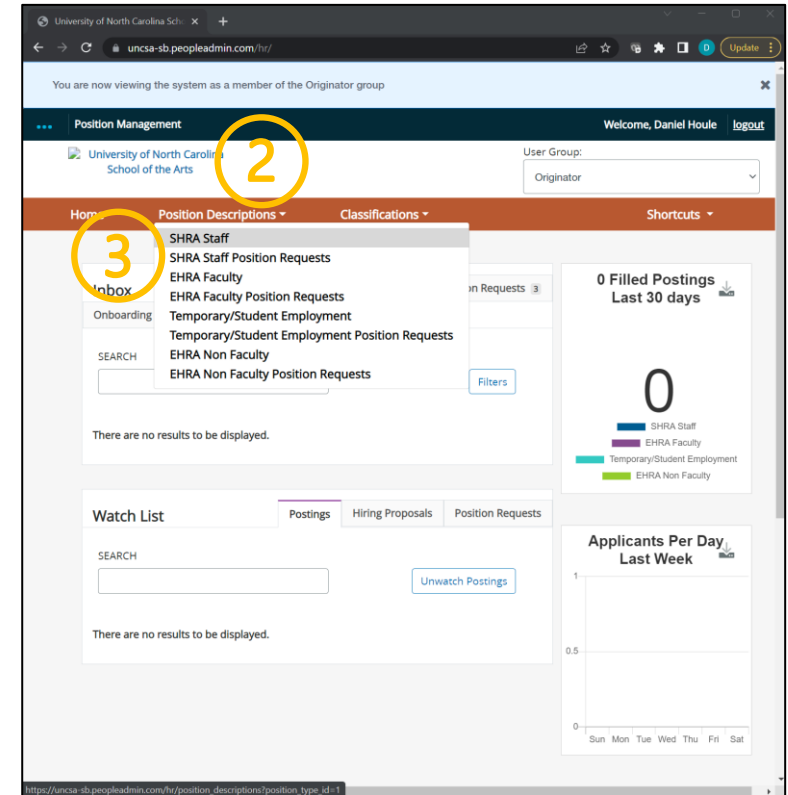 University of North Carolina Scho
uncsa-sb.peopleadmin.com/hr/
D
Update
You are now viewing the system as a member of the Originator group
Position Management
Welcome, Daniel Houle
logout
University of North Carolina
School of the Arts
2
User Group:
Originator
Home
Position Descriptions
Classifications
Shortcuts
3
SHRA Staff
SHRA Staff Position Requests
EHRA Faculty
EHRA Faculty Position Requests
Temporary/Student Employment
Temporary/Student Employment Position Requests
EHRA Non Faculty
EHRA Non Faculty Position Requests
Inbox
on Requests 3
Onboarding
SEARCH
Filters
There are no results to be displayed.
0 Filled Postings
Last 30 days
0
SHRA Staff
EHRA Faculty
Temporary/Student Employment
EHRA Non Faculty
Watch List
Postings
Hiring Proposals
Position Requests
SEARCH
Unwatch Postings
There are no results to be displayed.
Applicants Per Day
Last Week
1
0.5
0
Sun Mon Tue Wed Thu Fri Sat
https://uncsa-sb.peopleadmin.com/hr/position_descriptions?position_type_id=1